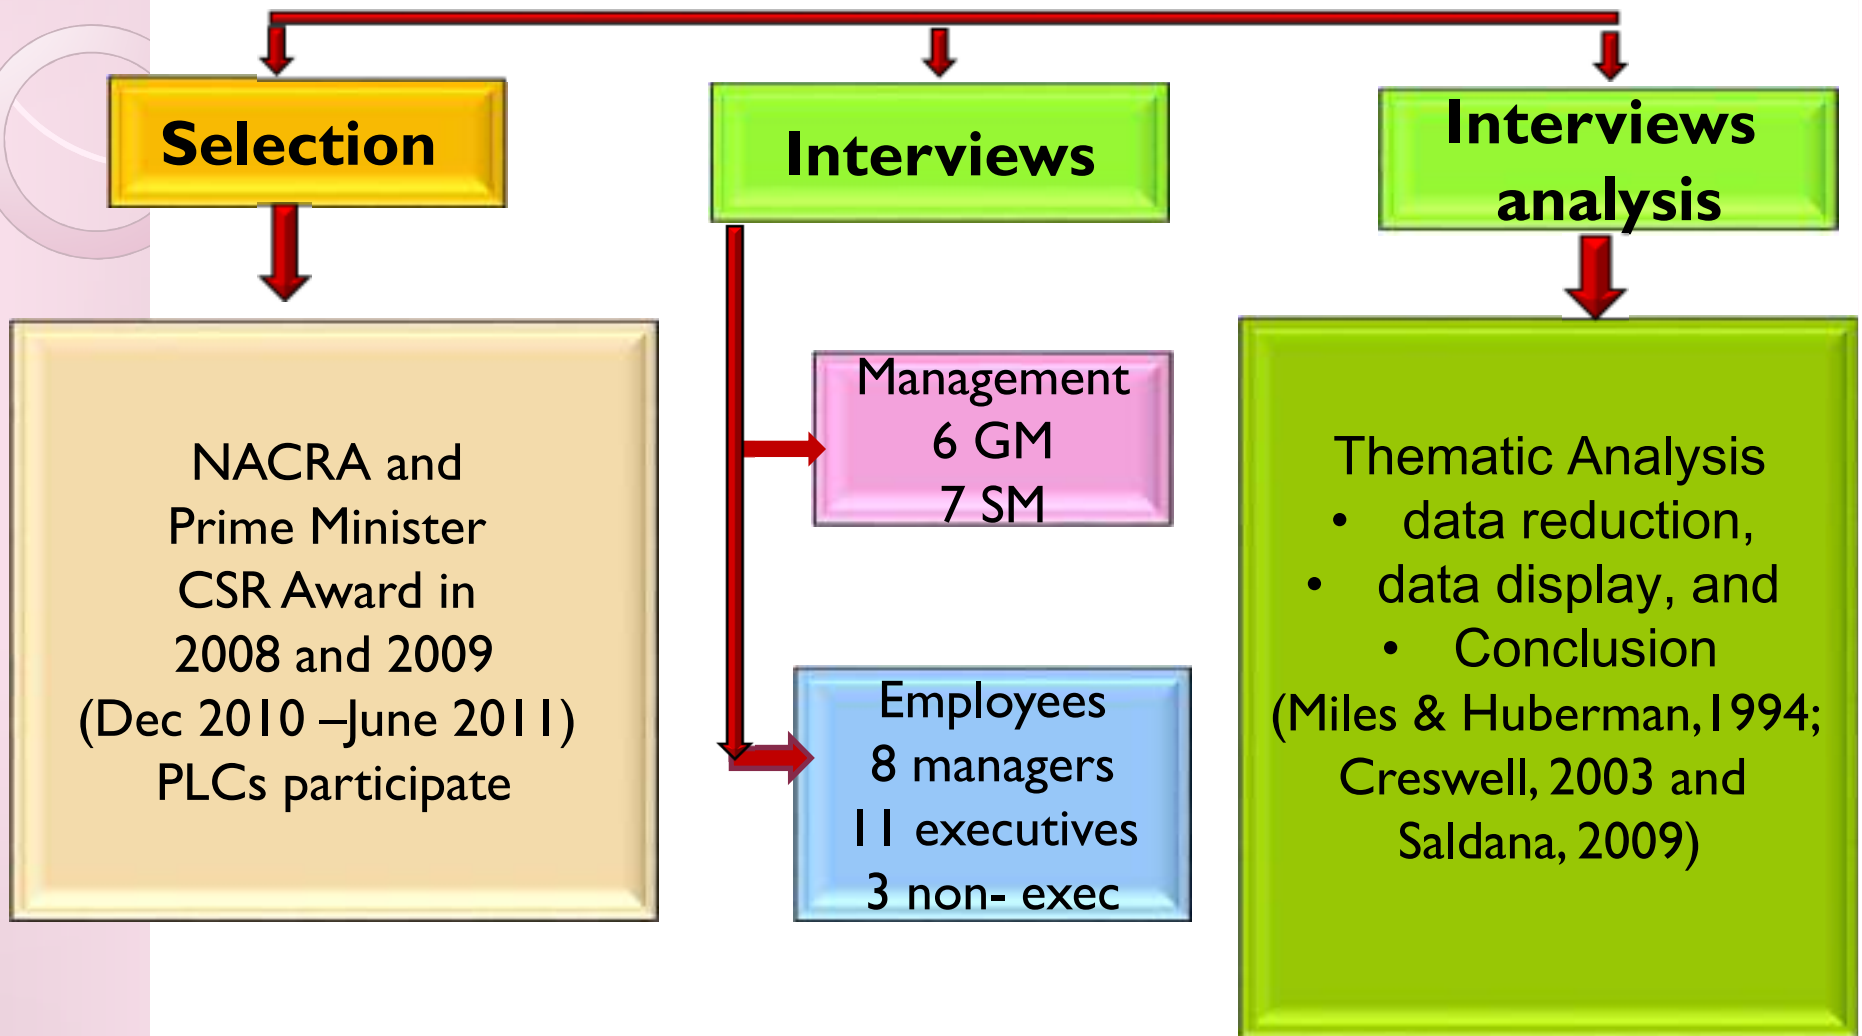 Selection
NACRA and
Prime Minister
CSR Award in
2008 and 2009
(Dec 2010 –June 2011)
PLCs participate
Interviews
Management
6 GM
7 SM
Employees
8 managers
11 executives
3 non- exec
Interviews
analysis
Thematic Analysis
• data reduction,
• data display, and
• Conclusion
(Miles & Huberman,1994;
Creswell, 2003 and
Saldana, 2009)